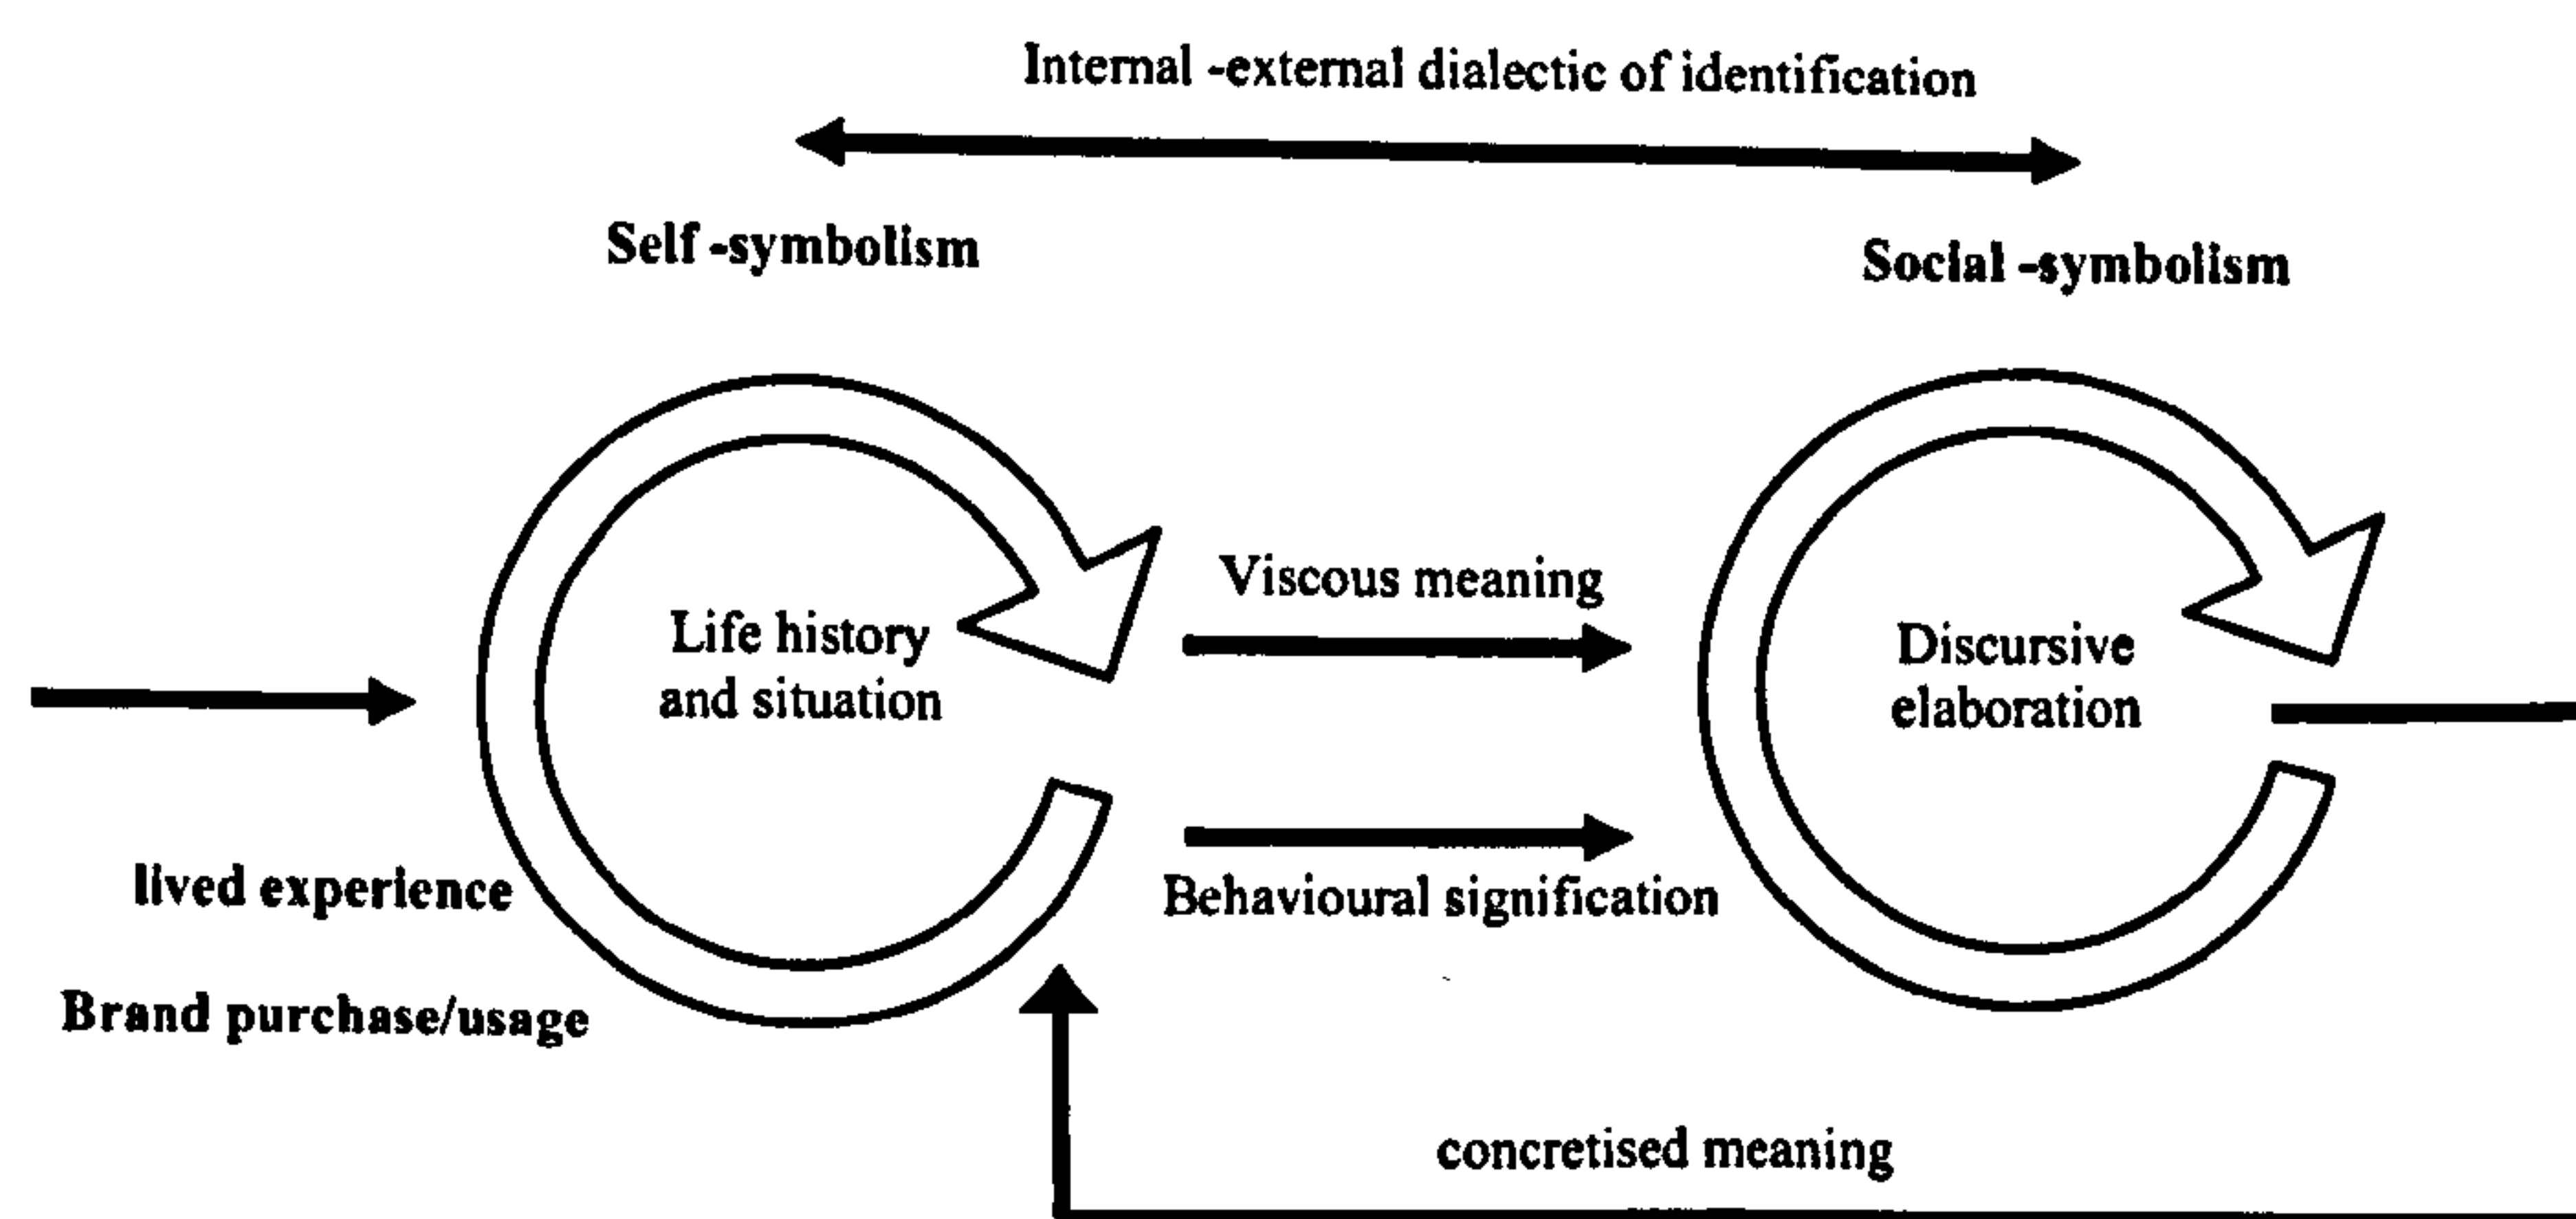 Internal -external dialectic of identification
Self -symbolism
Social -symbolism
Viscous meaning
Life history
and situation
Discursive
elaboration
lived experience
Behavioural signification
Brand purchase/usage
concretised meaning